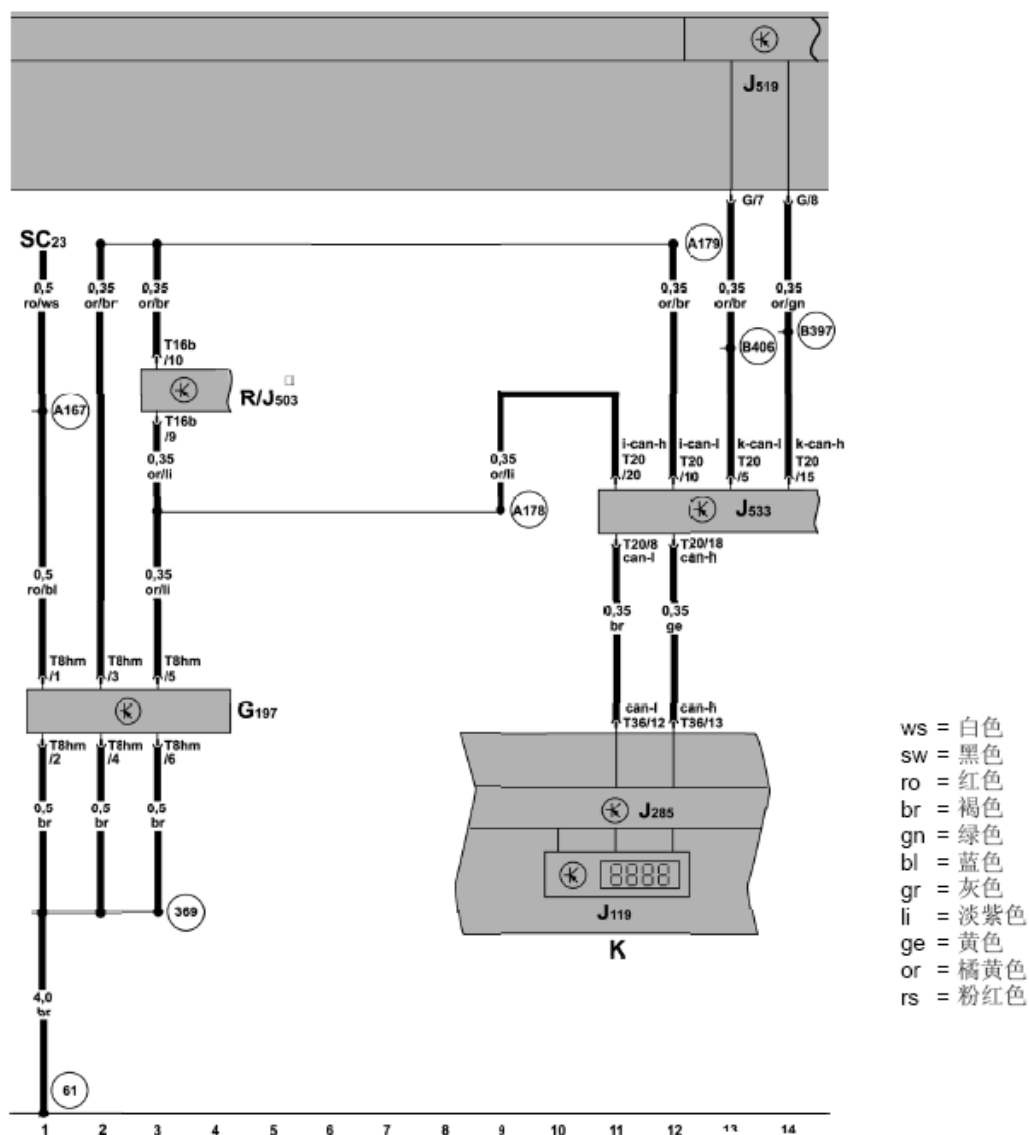 J519
G/7 G/8
SC23
A179
0,5
ro/ws
0,35
or/br
0,35
or/br
0,35
or/br
0,35
or/br
0,35
or/gn
B406
B397
T16b
/10
R/J503
A167
T16b
/9
0,35
or/li
0,35
or/li
i-can-h
T20
/20
i-can-l
T20
/10
k-can-l
T20
/5
k-can-h
T20
/15
A178
J533
T20/8
can-l
T20/18
can-h
0,5
ro/bl
0,35
or/li
0,35
br
0,35
ge
T8hm
/1
T8hm
/3
T8hm
/5
G197
T8hm
/2
T8hm
/4
T8hm
/6
can-l
T36/12
can-h
T36/13
0,5
br
0,5
br
0,5
br
J285
8888
J119
K
369
4,0
br
61
1 2 3 4 5 6 7 8 9 10 11 12 13 14
ws = 白色
sw = 黑色
ro = 红色
br = 褐色
gn = 绿色
bl = 蓝色
gr = 灰色
li = 淡紫色
ge = 黄色
or = 橘黄色
rs = 粉红色